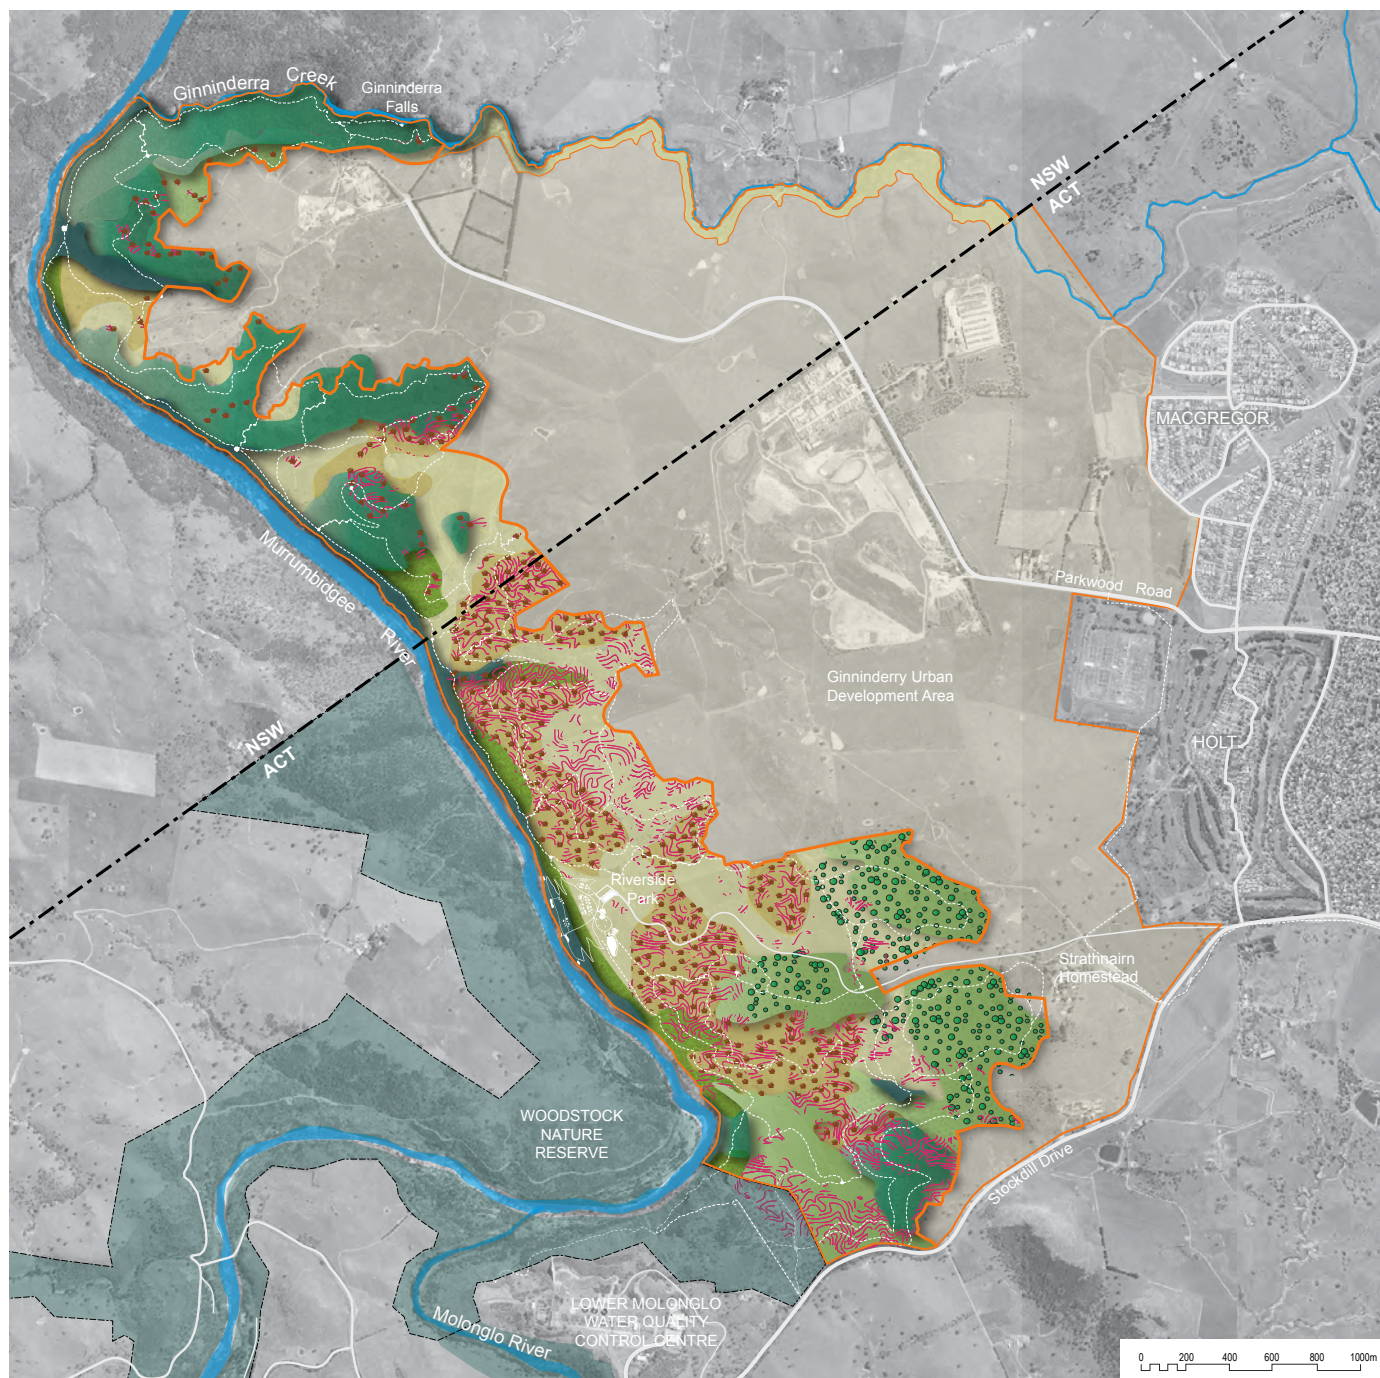 Ginninderra Creek
Ginninderra
Falls
NSW
ACT
MACGREGOR
Murrumbidgee River
Parkwood Road
Ginninderry Urban
Development Area
HOLT
NSW
ACT
Riverside
Park
Strathnairn
Homestead
WOODSTOCK
NATURE
RESERVE
Stockdill Drive
LOWER MOLONGLO
WATER QUALITY
CONTROL CENTRE
Molonglo River
0 200 400 600 800 1000m